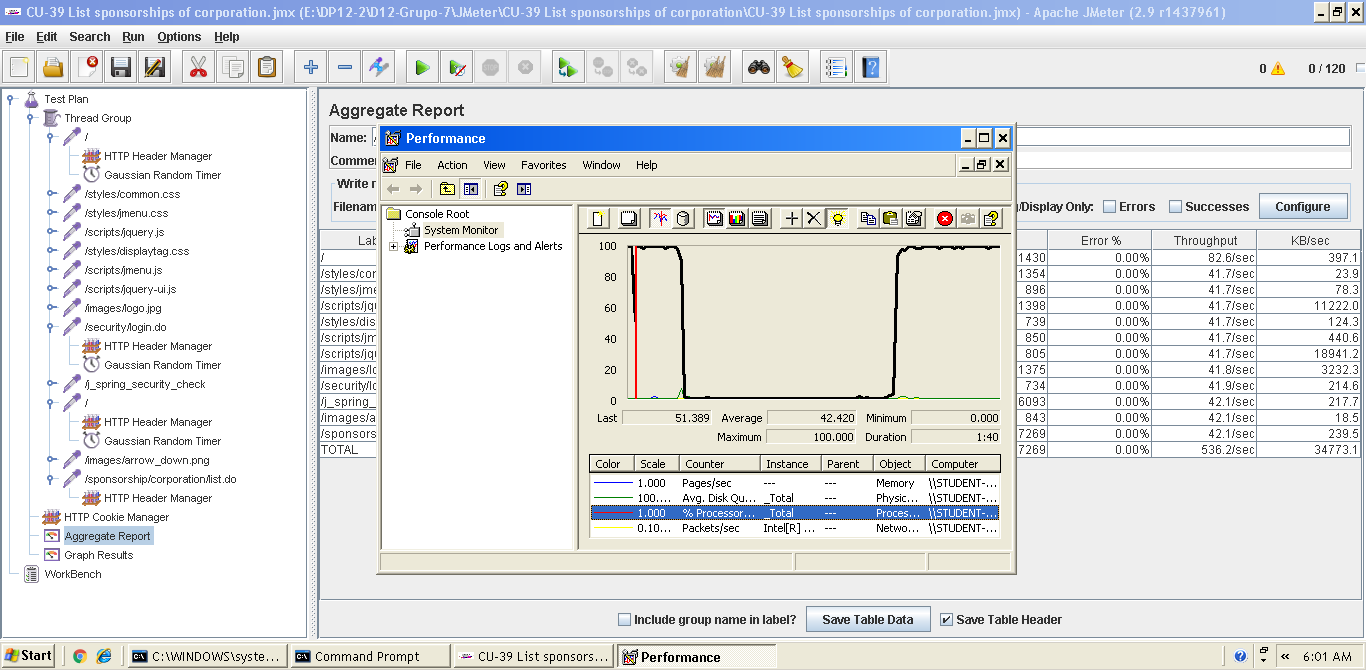 CU-39 List sponsorships of corporation.jmx (E:\DP12-2\D12-Grupo-7\JMeter\CU-39 List sponsorships of corporation\CU-39 List sponsorships of corporation.jmx) - Apache JMeter (2.9 r1437961)
File Edit Search Run Options Help
0 0 / 120
Test Plan
Thread Group
/
HTTP Header Manager
Gaussian Random Timer
/styles/common.css
/styles/jmenu.css
/scripts/jquery.js
/styles/displaytag.css
/scripts/jmenu.js
/scripts/jquery-ui.js
/images/logo.jpg
/security/login.do
HTTP Header Manager
Gaussian Random Timer
/j_spring_security_check
/
HTTP Header Manager
Gaussian Random Timer
/images/arrow_down.png
/sponsorship/corporation/list.do
HTTP Header Manager
HTTP Cookie Manager
Aggregate Report
Graph Results
WorkBench
Aggregate Report
Name:
Commen
Write r
Filenam
/Display Only: Errors Successes Configure
Lab Error % Throughput KB/sec
/ 1430 0.00% 82.6/sec 397.1
/styles/con 1354 0.00% 41.7/sec 23.9
/styles/jme 896 0.00% 41.7/sec 78.3
/scripts/jqu 1398 0.00% 41.7/sec 11222.0
/styles/dis 739 0.00% 41.7/sec 124.3
/scripts/jm 850 0.00% 41.7/sec 440.6
/scripts/jqu 805 0.00% 41.7/sec 18941.2
/images/lo 1375 0.00% 41.8/sec 3232.3
/security/lo 734 0.00% 41.9/sec 214.6
/j_spring_ 6093 0.00% 42.1/sec 217.7
/images/a 843 0.00% 42.1/sec 18.5
/sponsors 7269 0.00% 42.1/sec 239.5
TOTAL 7269 0.00% 536.2/sec 34773.1
Performance
File Action View Favorites Window Help
Console Root
System Monitor
Performance Logs and Alerts
100
80
60
40
20
0
Last 51.389 Average 42.420 Minimum 0.000
Maximum 100.000 Duration 1:40
Color Scale Counter Instance Parent Object Computer
1.000 Pages/sec --- --- Memory \\STUDENT-...
100.... Avg. Disk Qu... _Total --- Physic... \\STUDENT-...
1.000 % Processor... _Total --- Proces... \\STUDENT-...
0.10... Packets/sec Intel[R] ... --- Netwo... \\STUDENT-...
Include group name in label? Save Table Data Save Table Header
Start C:\WINDOWS\syste... Command Prompt CU-39 List sponsors... Performance 6:01 AM